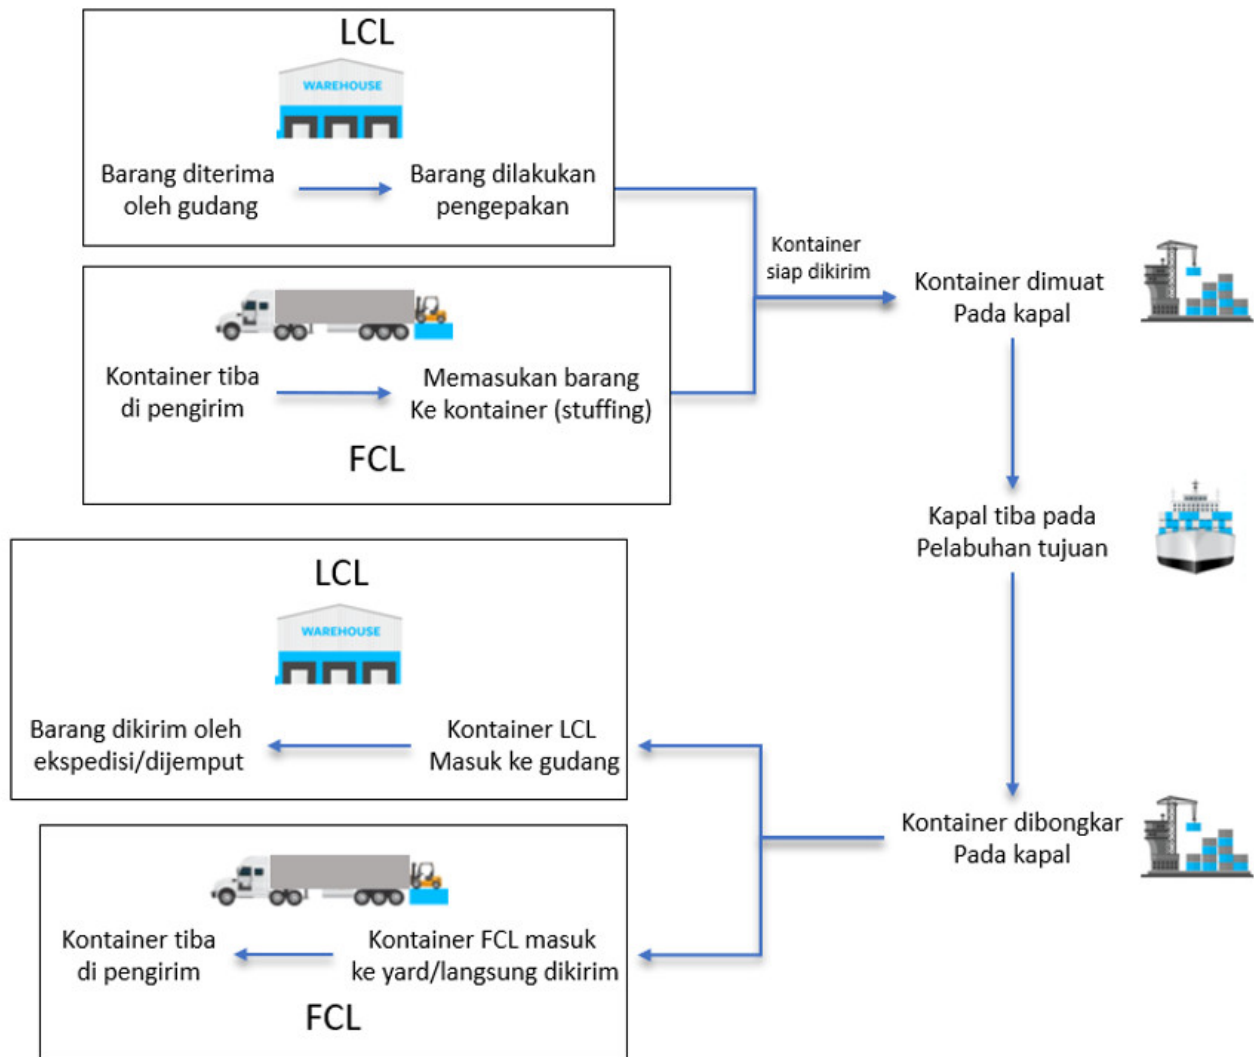 LCL
WAREHOUSE
Barang diterima
oleh gudang
Barang dilakukan
pengepakan
Kontainer tiba
di pengirim
Memasukan barang
Ke kontainer (stuffing)
FCL
Kontainer
siap dikirim
Kontainer dimuat
Pada kapal
Kapal tiba pada
Pelabuhan tujuan
Kontainer dibongkar
Pada kapal
LCL
WAREHOUSE
Barang dikirim oleh
ekspedisi/dijemput
Kontainer LCL
Masuk ke gudang
Kontainer tiba
di pengirim
Kontainer FCL masuk
ke yard/langsung dikirim
FCL